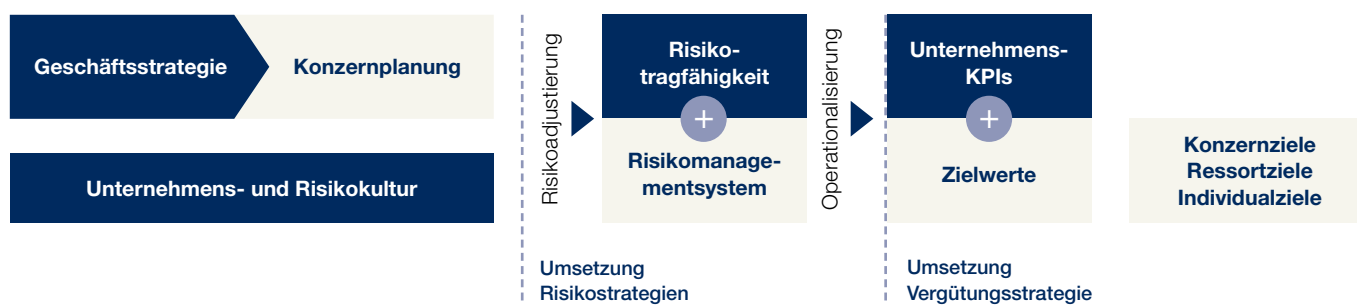 Geschäftsstrategie
Konzernplanung
Unternehmens- und Risikokultur
Risikoadjustierung
Risiko-
tragfähigkeit
+
Risikomanage-
mentsystem
Umsetzung
Risikostrategien
Operationalisierung
Unternehmens-
KPIs
+
Zielwerte
Umsetzung
Vergütungsstrategie
Konzernziele
Ressortziele
Individualziele